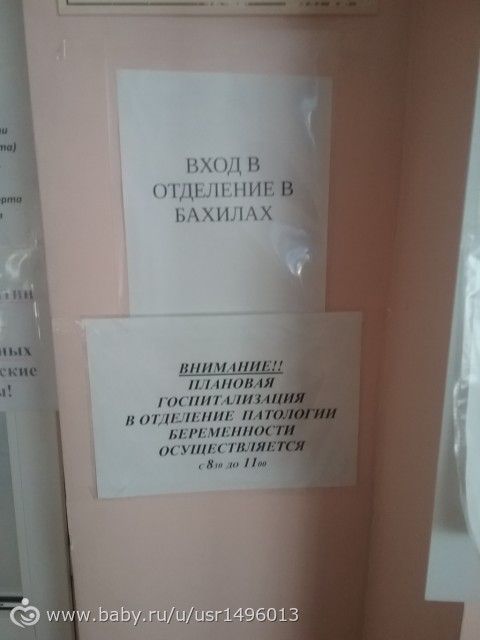 ВХОД В
ОТДЕЛЕНИЕ В
БАХИЛАХ
ВНИМАНИЕ!!
ПЛАНОВАЯ
ГОСПИТАЛИЗАЦИЯ
В ОТДЕЛЕНИЕ ПАТОЛОГИИ
БЕРЕМЕННОСТИ
ОСУЩЕСТВЛЯЕТСЯ
с 8³⁰ до 11⁰⁰
www.baby.ru/u/usr1496013